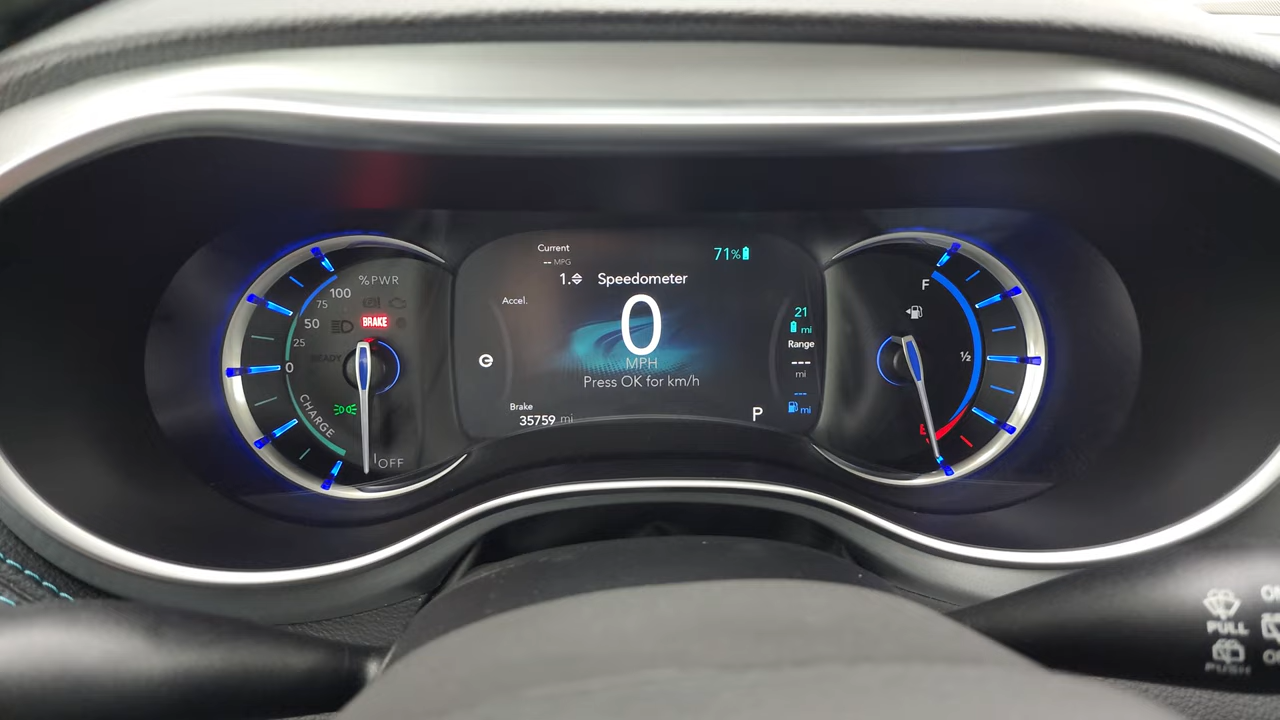 %PWR
100
75
50
25
0
READY
BRAKE
CHARGE
OFF
Current
-- MPG
71%
1. Speedometer
Accel.
0
MPH
Press OK for km/h
Brake
35759 mi
P
21
mi
Range
---
mi
--
mi
F
½
E
PULL
PUSH